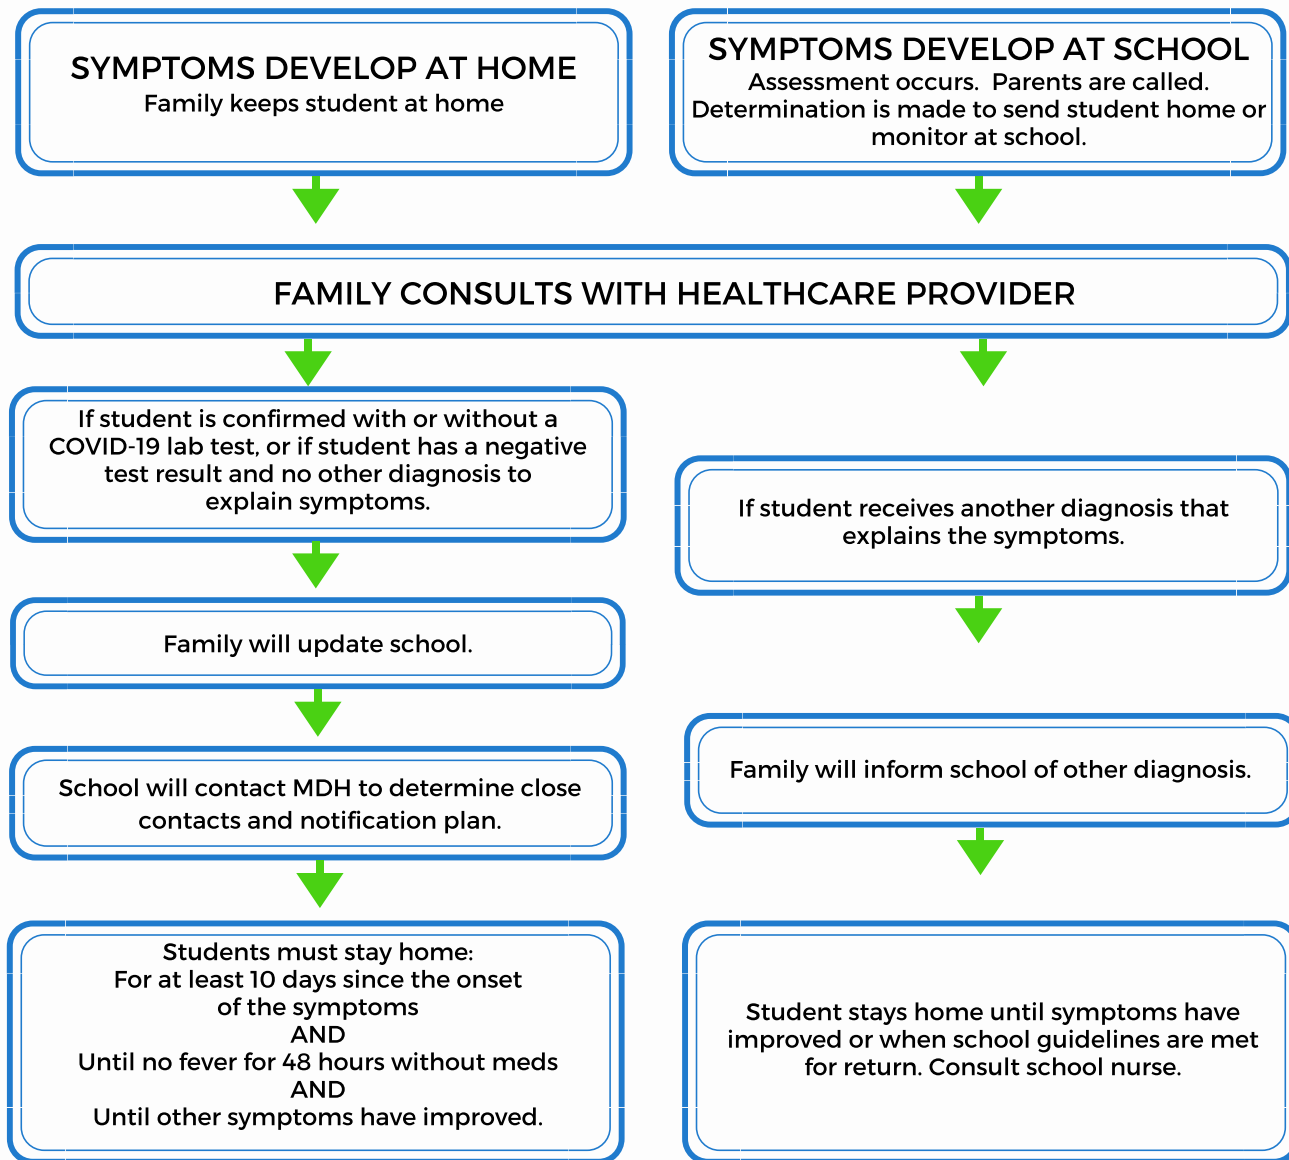 SYMPTOMS DEVELOP AT HOME
Family keeps student at home
SYMPTOMS DEVELOP AT SCHOOL
Assessment occurs.  Parents are called.
Determination is made to send student home or
monitor at school.
FAMILY CONSULTS WITH HEALTHCARE PROVIDER
If student is confirmed with or without a
COVID-19 lab test, or if student has a negative
test result and no other diagnosis to
explain symptoms.
Family will update school.
School will contact MDH to determine close
contacts and notification plan.
Students must stay home:
For at least 10 days since the onset
of the symptoms
AND
Until no fever for 48 hours without meds
AND
Until other symptoms have improved.
If student receives another diagnosis that
explains the symptoms.
Family will inform school of other diagnosis.
Student stays home until symptoms have
improved or when school guidelines are met
for return. Consult school nurse.